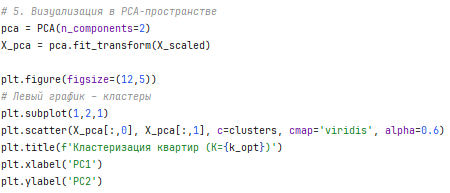 # 5. Визуализация в PCA-пространстве
pca = PCA(n_components=2)
X_pca = pca.fit_transform(X_scaled)
plt.figure(figsize=(12,5))
# Левый график – кластеры
plt.subplot(1,2,1)
plt.scatter(X_pca[:,0], X_pca[:,1], c=clusters, cmap='viridis', alpha=0.6)
plt.title(f'Кластеризация квартир (K={k_opt})')
plt.xlabel('PC1')
plt.ylabel('PC2')